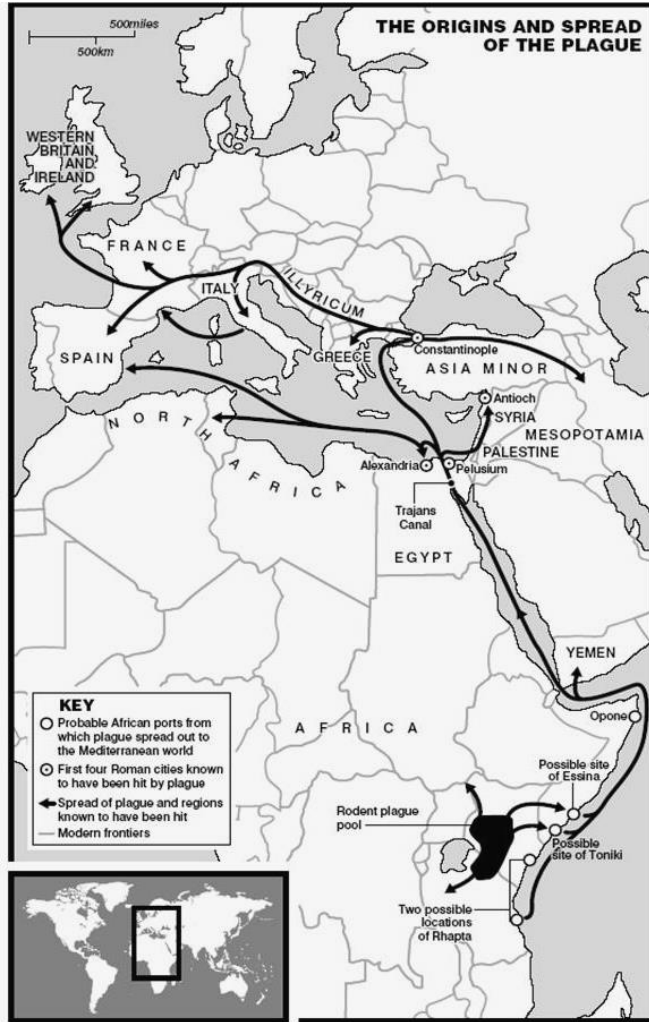 500miles
500km
THE ORIGINS AND SPREAD
OF THE PLAGUE
WESTERN
BRITAIN
AND
IRELAND
FRANCE
ITALY
ILLYRICUM
SPAIN
GREECE
Constantinople
ASIA MINOR
Antioch
SYRIA
MESOPOTAMIA
PALESTINE
NORTH AFRICA
Alexandria
Pelusium
Trajans
Canal
EGYPT
YEMEN
AFRICA
Opone
Possible site
of Essina
Rodent plague
pool
Possible
site of Toniki
Two possible
locations
of Rhapta
KEY
Probable African ports from
which plague spread out to
the Mediterranean world
First four Roman cities known
to have been hit by plague
Spread of plague and regions
known to have been hit
Modern frontiers